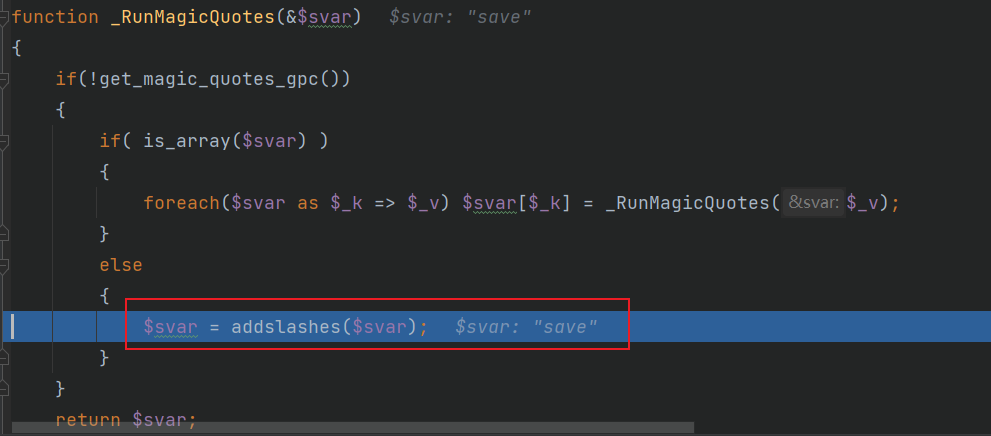 function _RunMagicQuotes(&$svar)  $svar: "save"
{
    if(!get_magic_quotes_gpc())
    {
        if( is_array($svar) )
        {
            foreach($svar as $_k => $_v) $svar[$_k] = _RunMagicQuotes( &svar: $_v);
        }
        else
        {
            $svar = addslashes($svar);  $svar: "save"
        }
    }
    return $svar;